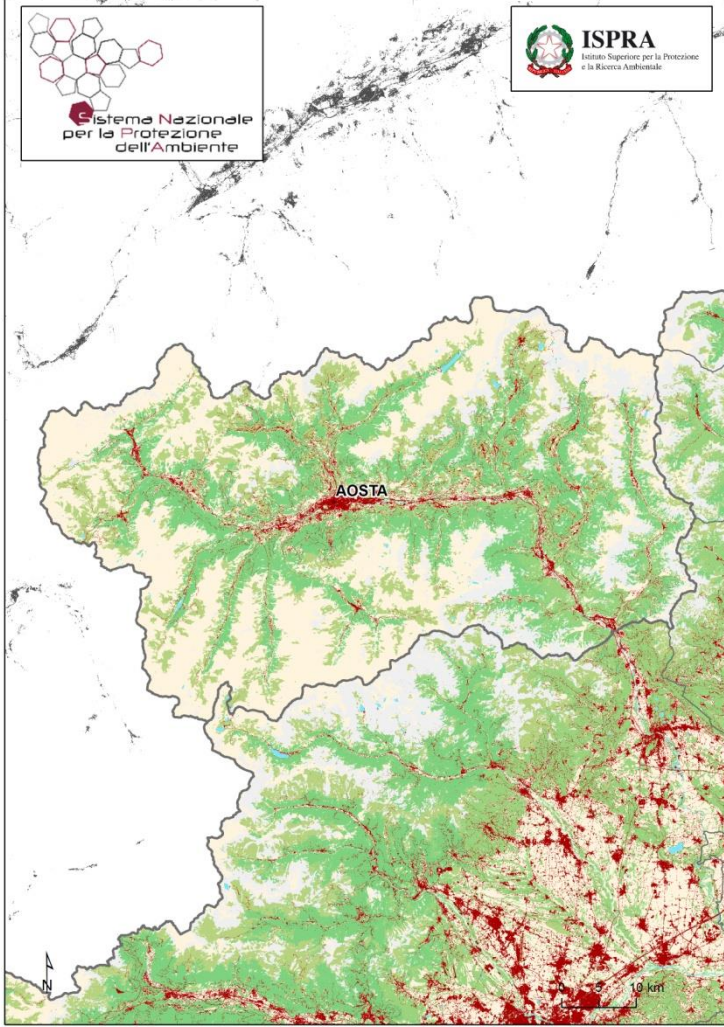 Sistema Nazionale
per la Protezione
dell'Ambiente
ISPRA
Istituto Superiore per la Protezione
e la Ricerca Ambientale
AOSTA
N
0 5 10 km